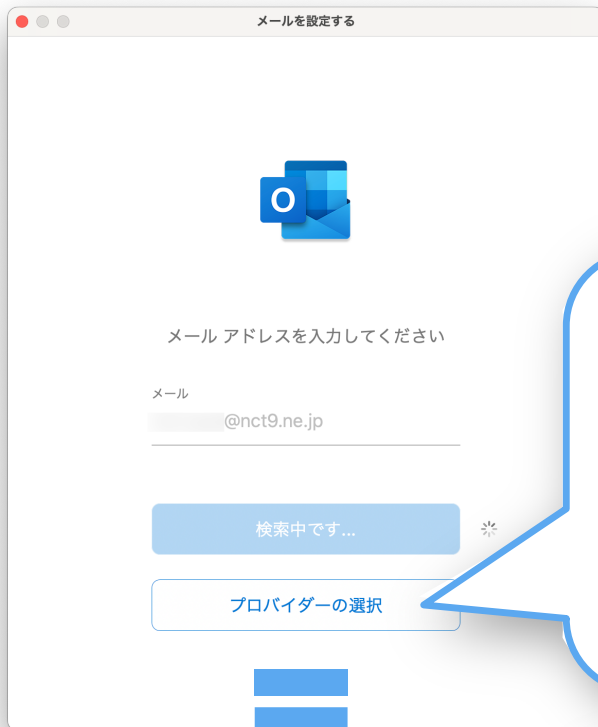 メールを設定する
O
メール アドレスを入力してください
メール
@nct9.ne.jp
検索中です...
プロバイダーの選択